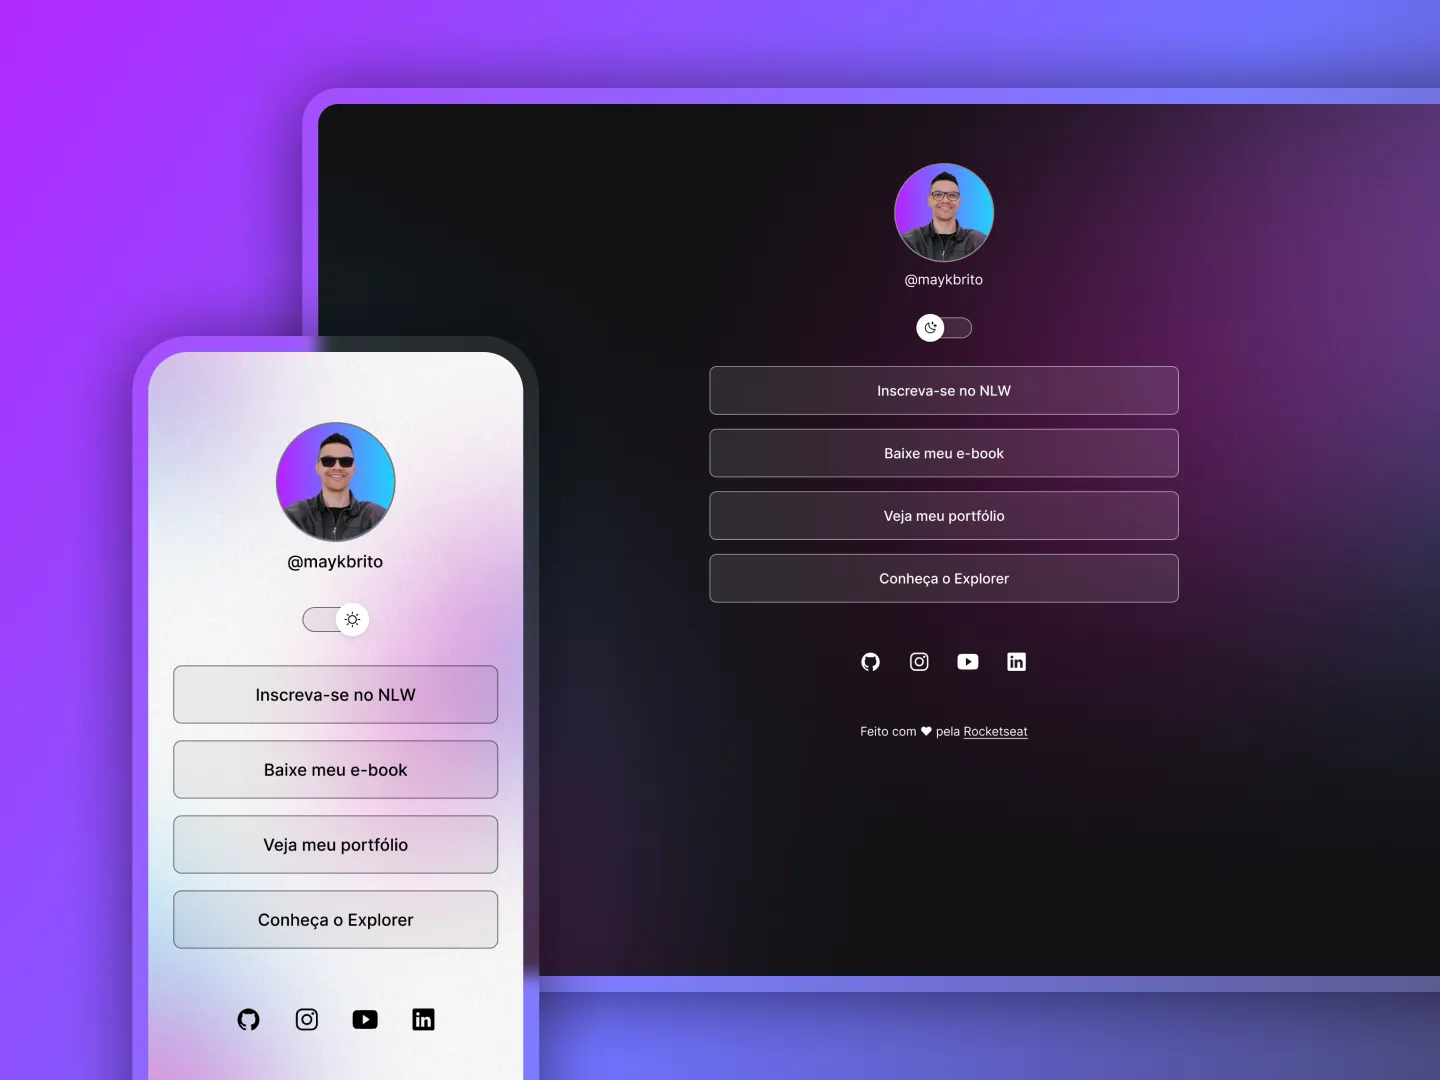 @maykbrito
Inscreva-se no NLW
Baixe meu e-book
Veja meu portfólio
Conheça o Explorer
Feito com ♥ pela Rocketseat
@maykbrito
Inscreva-se no NLW
Baixe meu e-book
Veja meu portfólio
Conheça o Explorer